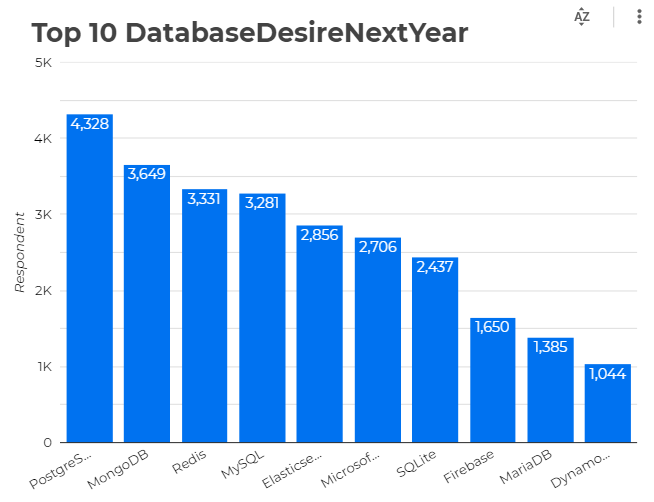 AZ
Top 10 DatabaseDesireNextYear
5K
4K
3K
2K
1K
0
Respondent
4,328
3,649
3,331
3,281
2,856
2,706
2,437
1,650
1,385
1,044
PostgreS...
MongoDB
Redis
MySQL
Elasticse...
Microsof...
SQLite
Firebase
MariaDB
Dynamo...